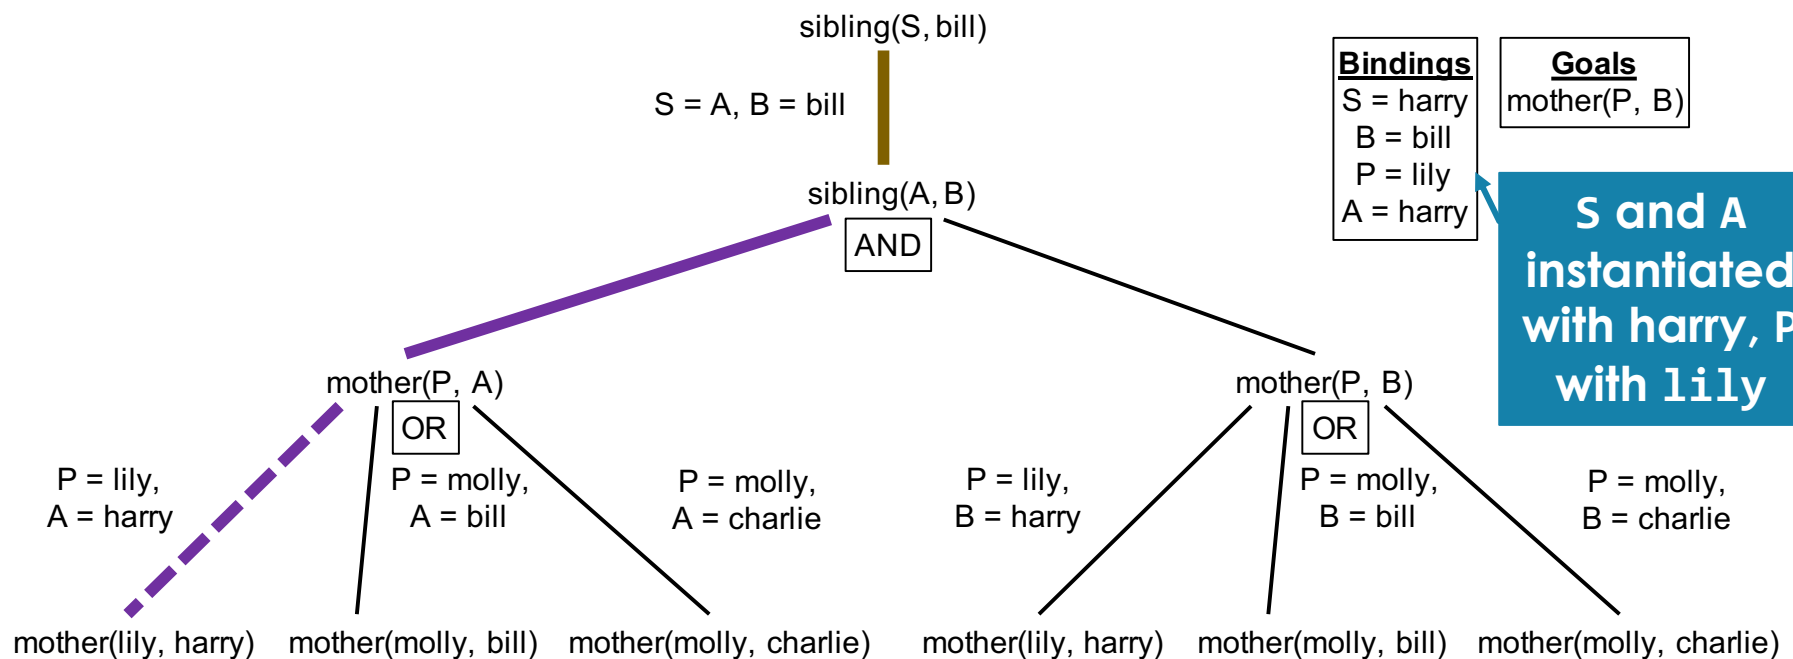 sibling(S, bill)
S = A, B = bill
sibling(A, B)
AND
Bindings
S = harry
B = bill
P = lily
A = harry
Goals
mother(P, B)
S and A
instantiated
with harry, P
with lily
mother(P, A)
OR
mother(P, B)
OR
P = lily,
A = harry
P = molly,
A = bill
P = molly,
A = charlie
P = lily,
B = harry
P = molly,
B = bill
P = molly,
B = charlie
mother(lily, harry)
mother(molly, bill)
mother(molly, charlie)
mother(lily, harry)
mother(molly, bill)
mother(molly, charlie)